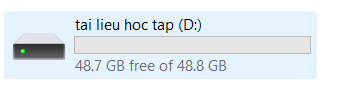 tai lieu hoc tap (D:)
48.7 GB free of 48.8 GB